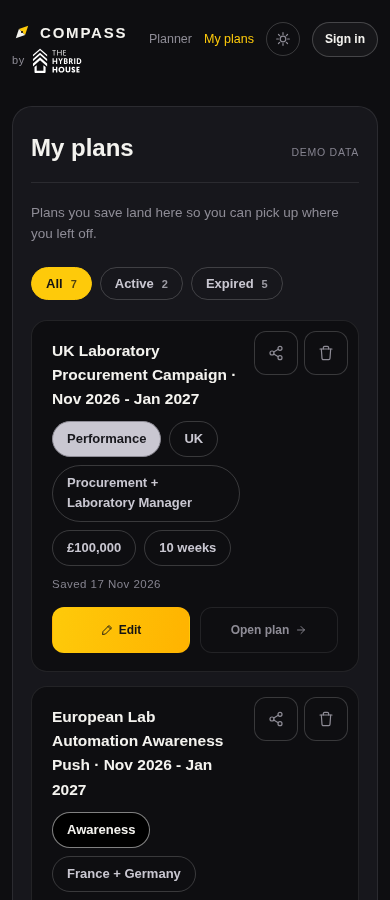 COMPASS
by THE HYBRID HOUSE
Planner My plans Sign in
My plans
DEMO DATA
Plans you save land here so you can pick up where
you left off.
All 7 Active 2 Expired 5
UK Laboratory
Procurement Campaign ·
Nov 2026 - Jan 2027
Performance UK
Procurement +
Laboratory Manager
£100,000 10 weeks
Saved 17 Nov 2026
Edit Open plan →
European Lab
Automation Awareness
Push · Nov 2026 - Jan
2027
Awareness
France + Germany